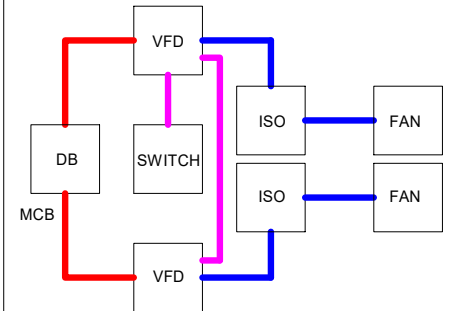 VFD
ISO
FAN
DB
SWITCH
ISO
FAN
MCB
VFD